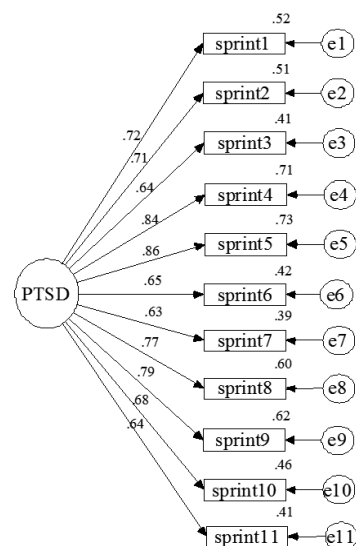 .52
sprint1 e1
.51
.72
sprint2 e2
.71
.41
sprint3 e3
.64
.71
sprint4 e4
.84
.73
sprint5 e5
.86
.42
PTSD
.65
sprint6 e6
.39
.63
sprint7 e7
.77
.60
sprint8 e8
.79
.62
sprint9 e9
.68
.46
.64
sprint10 e10
.41
sprint11 e11